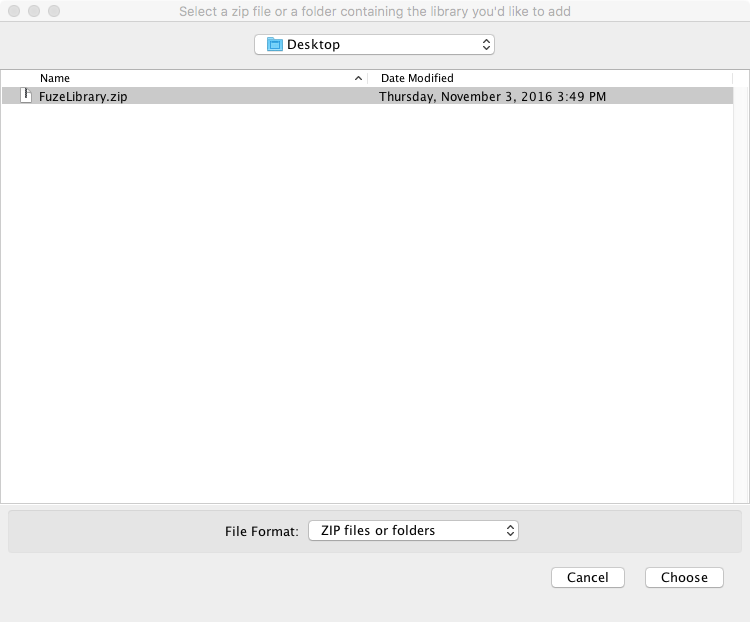 Select a zip file or a folder containing the library you'd like to add
Desktop
Name Date Modified
FuzeLibrary.zip Thursday, November 3, 2016 3:49 PM
File Format: ZIP files or folders
Cancel Choose